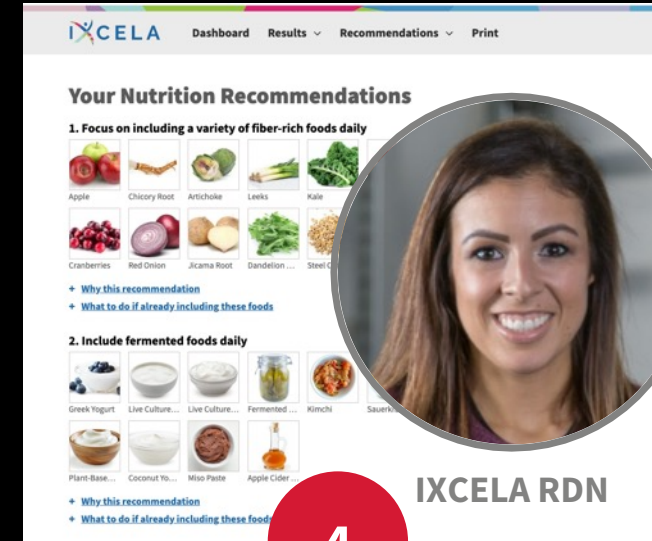 IXCELA
Dashboard Results Recommendations Print
Your Nutrition Recommendations
1. Focus on including a variety of fiber-rich foods daily
Apple Chicory Root Artichoke Leeks Kale
Cranberries Red Onion Jicama Root Dandelion ... Steel
+ Why this recommendation
+ What to do if already including these foods
2. Include fermented foods daily
Greek Yogurt Live Culture... Live Culture... Fermented ... Kimchi
Plant-Base... Coconut Yo... Miso Paste Apple Cider ...
+ Why this recommendation
+ What to do if already including these
IXCELA RDN
4